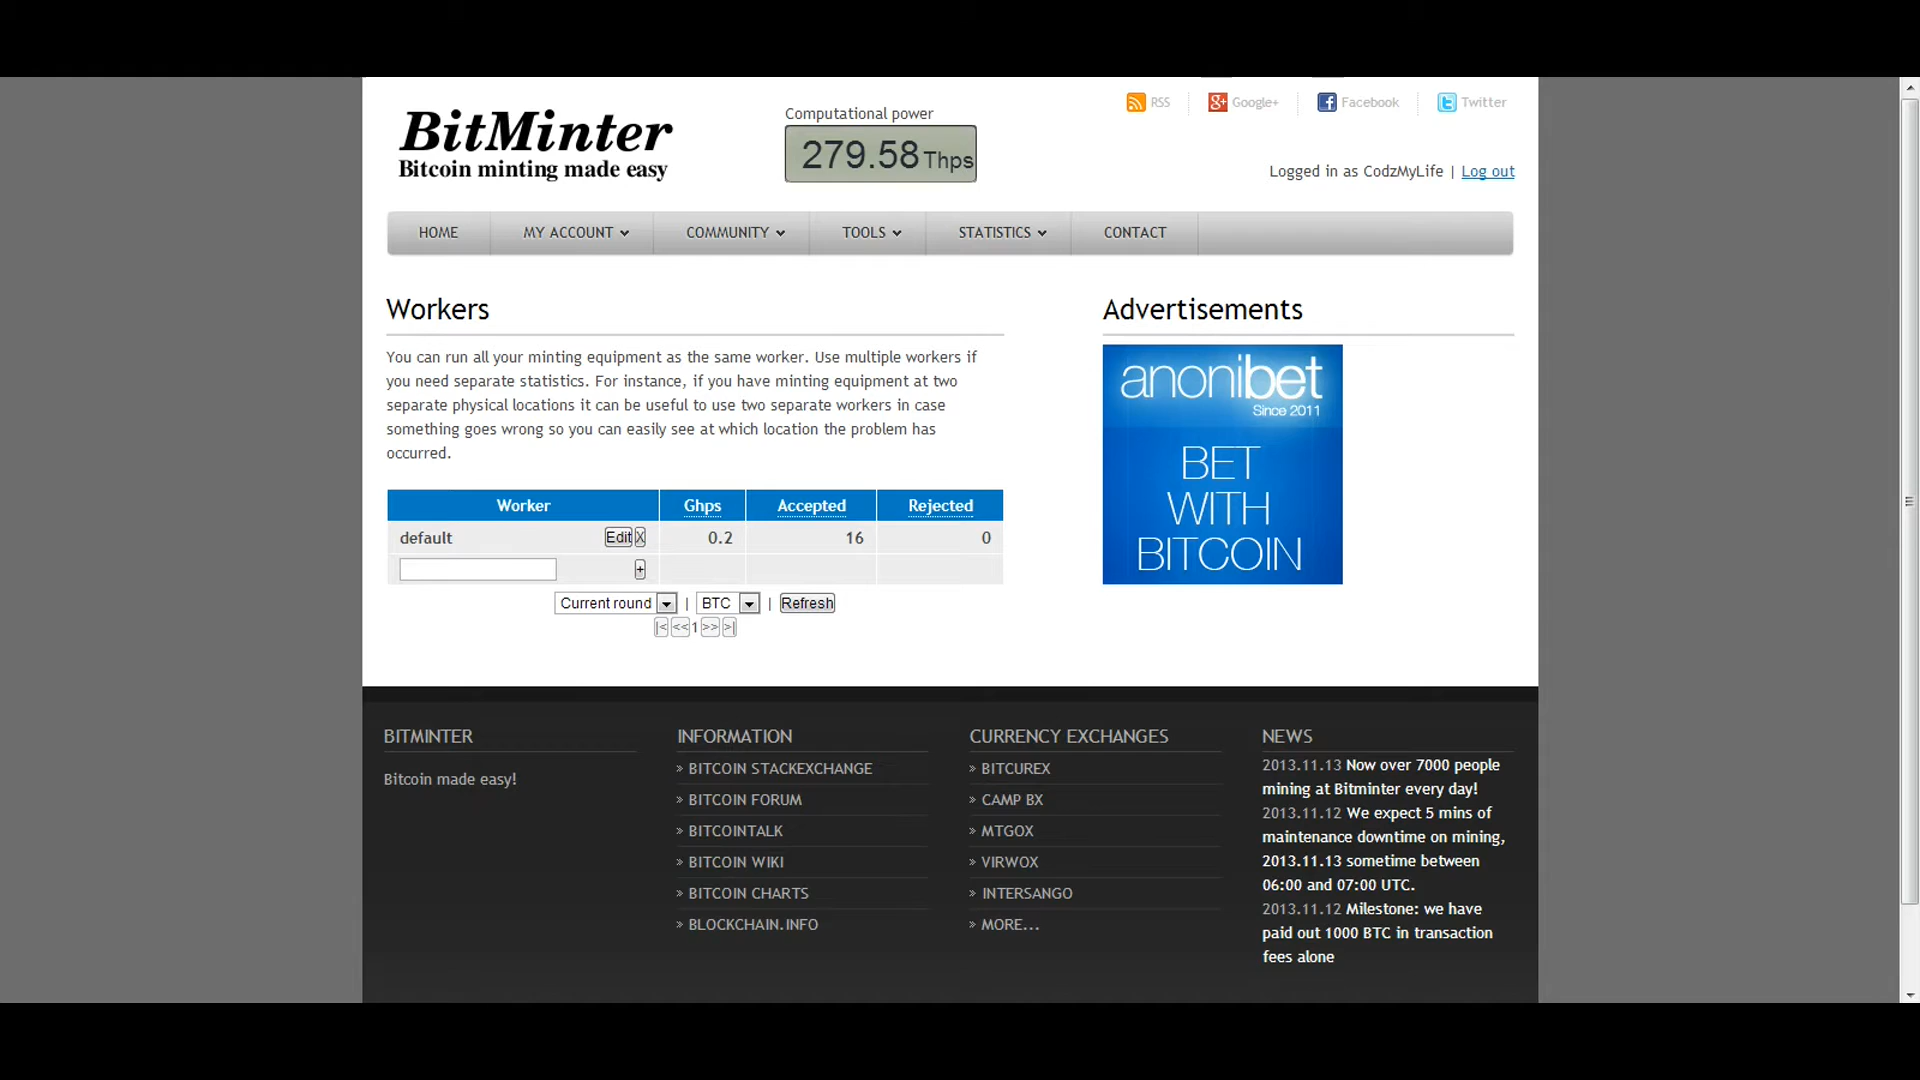 BitMinter
Bitcoin minting made easy
Computational power
279.58 Thps
RSS
Google+
Facebook
Twitter
Logged in as CodzMyLife | Log out
HOME
MY ACCOUNT
COMMUNITY
TOOLS
STATISTICS
CONTACT
Workers
You can run all your minting equipment as the same worker. Use multiple workers if
you need separate statistics. For instance, if you have minting equipment at two
separate physical locations it can be useful to use two separate workers in case
something goes wrong so you can easily see at which location the problem has
occurred.
Worker Ghps Accepted Rejected
default Edit X 0.2 16 0
+
Current round | BTC | Refresh
|< << 1 >> >|
Advertisements
anonibet
Since 2011
BET
WITH
BITCOIN
BITMINTER
Bitcoin made easy!
INFORMATION
» BITCOIN STACKEXCHANGE
» BITCOIN FORUM
» BITCOINTALK
» BITCOIN WIKI
» BITCOIN CHARTS
» BLOCKCHAIN.INFO
CURRENCY EXCHANGES
» BITCUREX
» CAMP BX
» MTGOX
» VIRWOX
» INTERSANGO
» MORE...
NEWS
2013.11.13 Now over 7000 people
mining at Bitminter every day!
2013.11.12 We expect 5 mins of
maintenance downtime on mining,
2013.11.13 sometime between
06:00 and 07:00 UTC.
2013.11.12 Milestone: we have
paid out 1000 BTC in transaction
fees alone